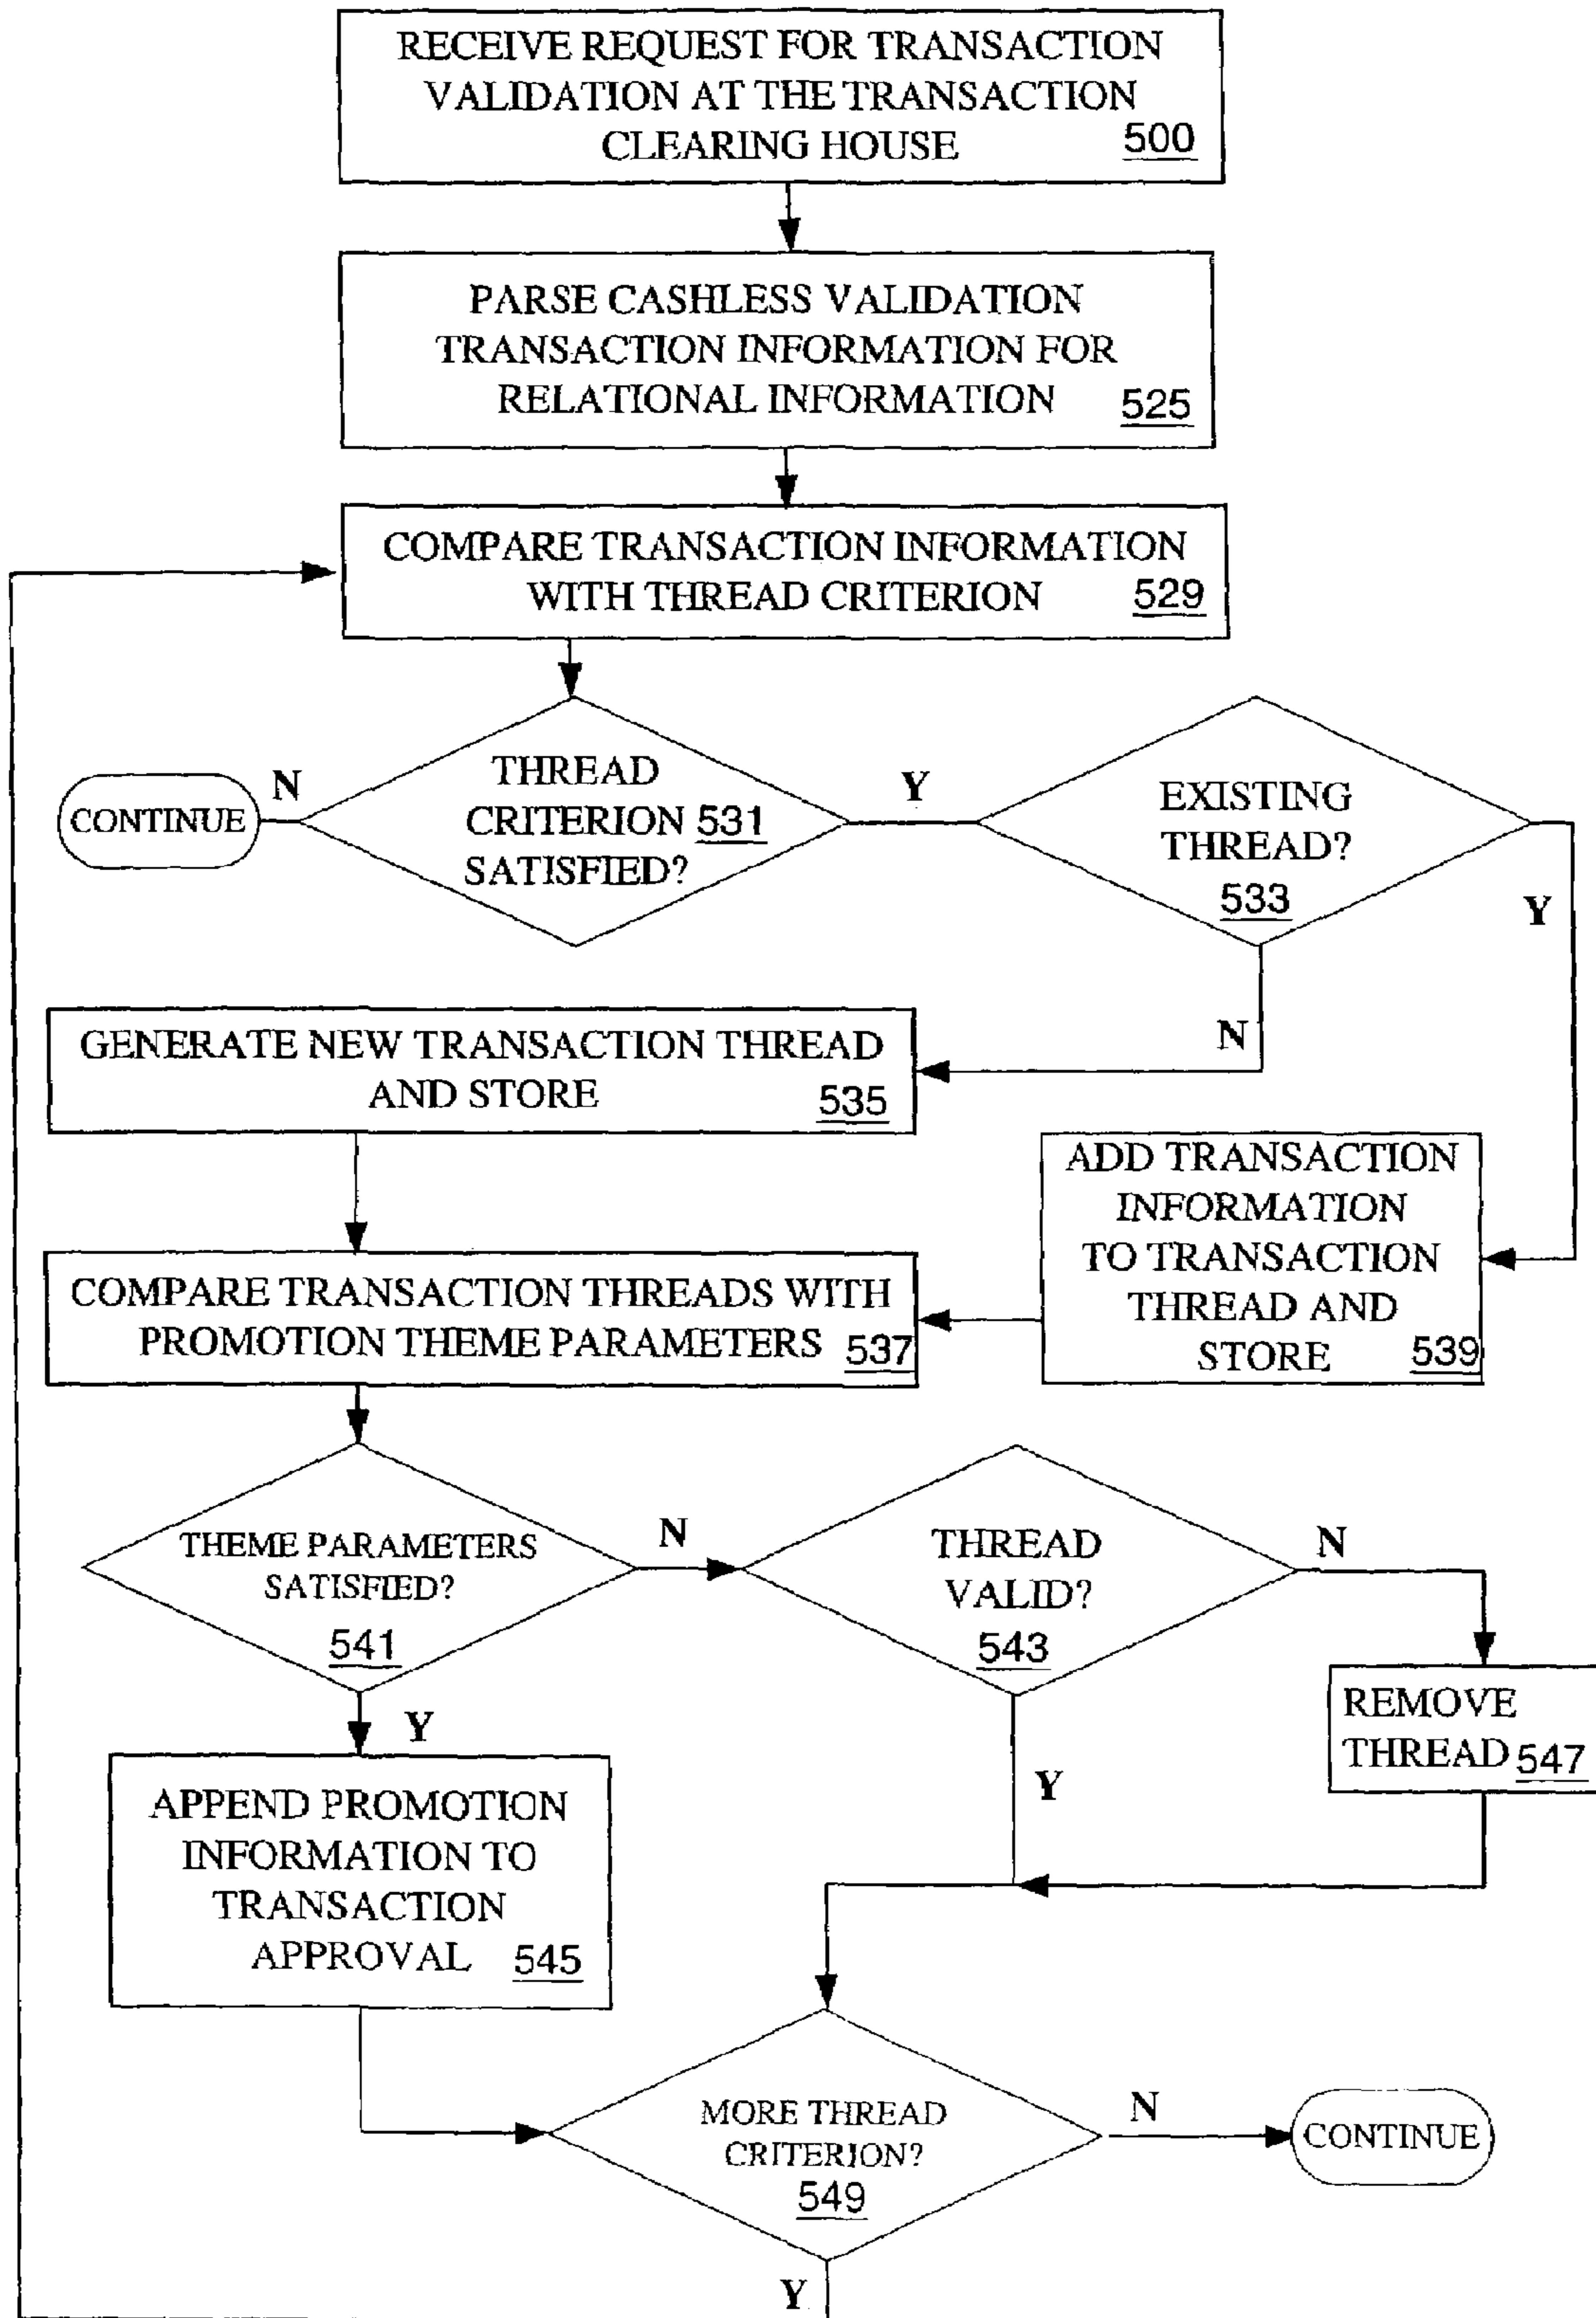 RECEIVE REQUEST FOR TRANSACTION
VALIDATION AT THE TRANSACTION
CLEARING HOUSE 500
PARSE CASHLESS VALIDATION
TRANSACTION INFORMATION FOR
RELATIONAL INFORMATION 525
COMPARE TRANSACTION INFORMATION
WITH THREAD CRITERION 529
CONTINUE
N
THREAD
CRITERION 531
SATISFIED?
Y
EXISTING
THREAD?
533
Y
N
GENERATE NEW TRANSACTION THREAD
AND STORE 535
ADD TRANSACTION
INFORMATION
TO TRANSACTION
THREAD AND
STORE 539
COMPARE TRANSACTION THREADS WITH
PROMOTION THEME PARAMETERS 537
THEME PARAMETERS
SATISFIED?
541
N
THREAD
VALID?
543
N
Y
REMOVE
THREAD 547
Y
APPEND PROMOTION
INFORMATION TO
TRANSACTION
APPROVAL 545
MORE THREAD
CRITERION?
549
N
CONTINUE
Y